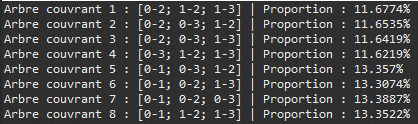 Arbre couvrant 1 : [0-2; 1-2; 1-3] | Proportion : 11.6774%
Arbre couvrant 2 : [0-2; 0-3; 1-2] | Proportion : 11.6535%
Arbre couvrant 3 : [0-2; 0-3; 1-3] | Proportion : 11.6419%
Arbre couvrant 4 : [0-3; 1-2; 1-3] | Proportion : 11.6219%
Arbre couvrant 5 : [0-1; 0-3; 1-2] | Proportion : 13.357%
Arbre couvrant 6 : [0-1; 0-2; 1-3] | Proportion : 13.3074%
Arbre couvrant 7 : [0-1; 0-2; 0-3] | Proportion : 13.3887%
Arbre couvrant 8 : [0-1; 1-2; 1-3] | Proportion : 13.3522%